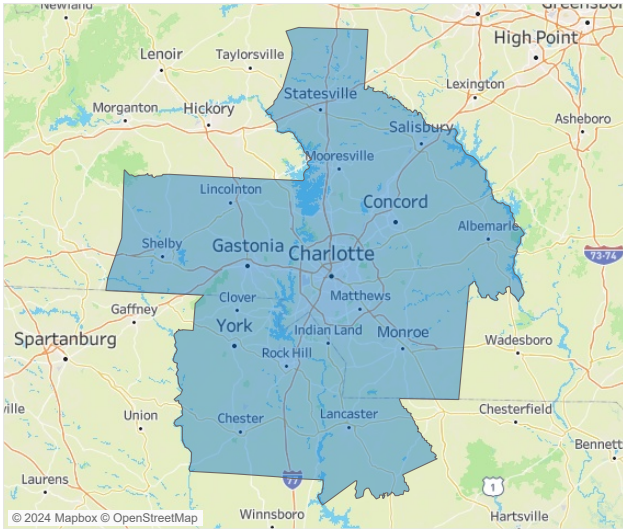 Newland
Greensboro
High Point
Lenoir
Taylorsville
Statesville
Lexington
Morganton
Hickory
Salisbury
Asheboro
Mooresville
Lincolnton
Concord
Albemarle
Shelby
Gastonia
Charlotte
73-74
Clover
Matthews
Gaffney
York
Indian Land
Monroe
Spartanburg
Rock Hill
Wadesboro
ville
Union
Chester
Lancaster
Chesterfield
Bennett
Laurens
77
1
Winnsboro
Hartsville
© 2024 Mapbox © OpenStreetMap